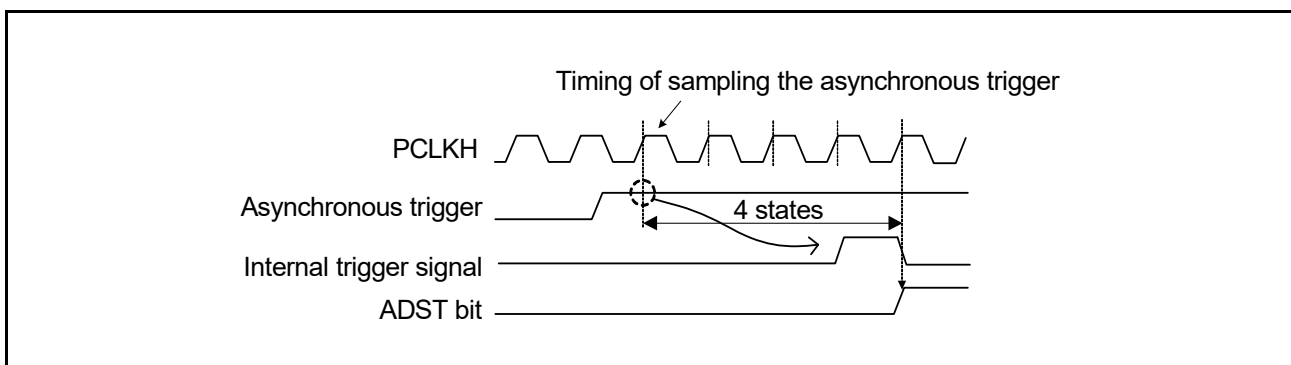 Timing of sampling the asynchronous trigger
PCLKH
Asynchronous trigger
4 states
Internal trigger signal
ADST bit